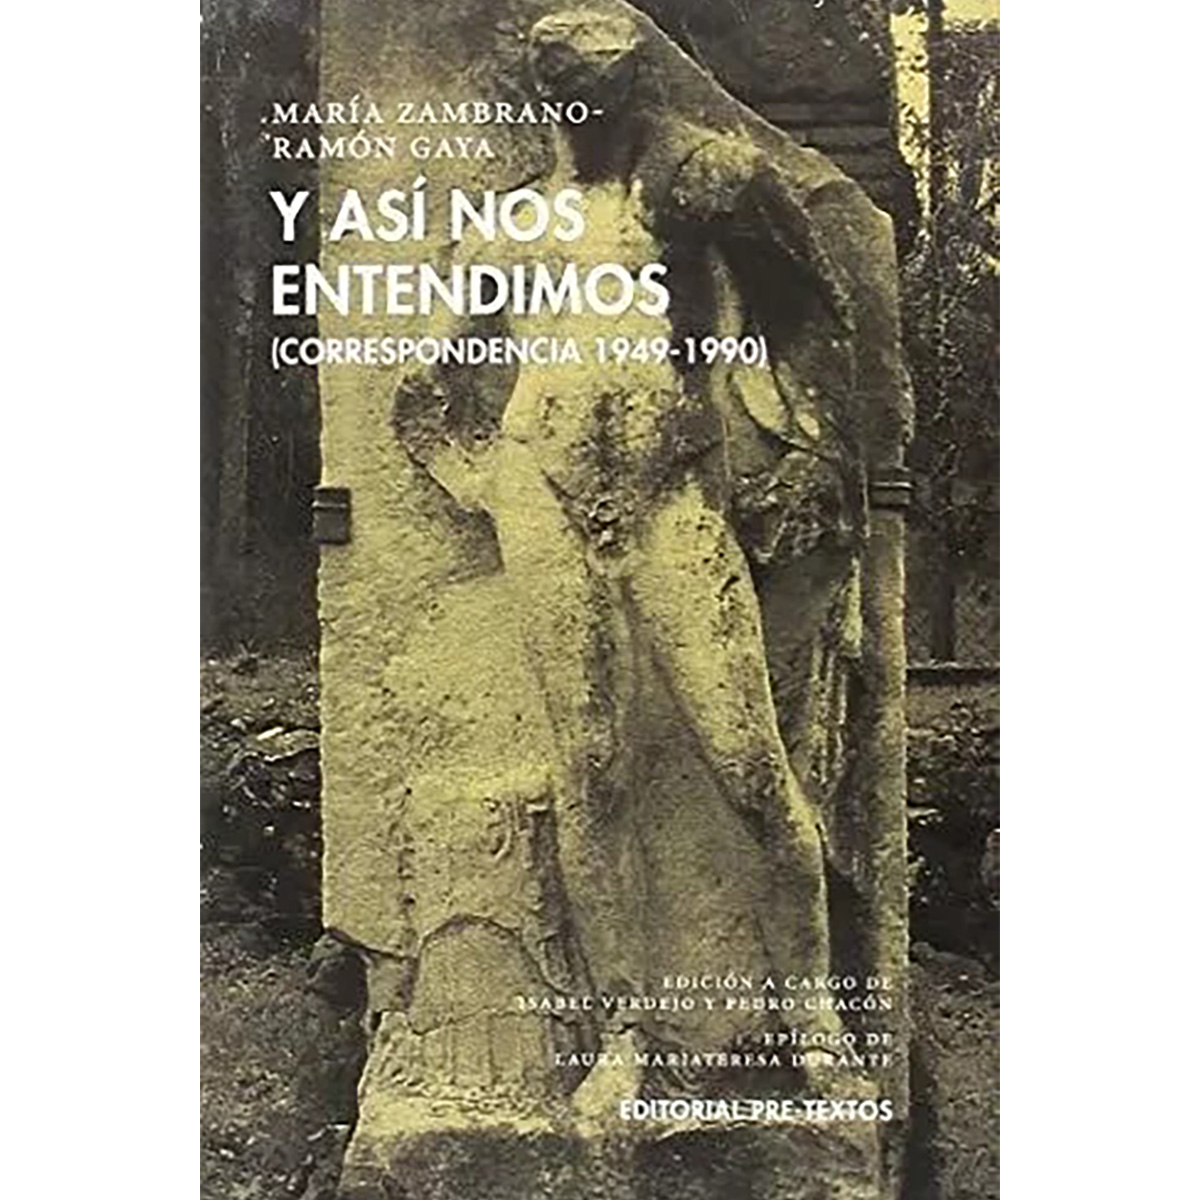 MARÍA ZAMBRANO-
RAMÓN GAYA
Y ASÍ NOS
ENTENDIMOS
(CORRESPONDENCIA 1949-1990)
EDICIÓN A CARGO DE
ISABEL VERDEJO Y PEDRO CHACÓN
EPÍLOGO DE
LAURA MARIATERESA DURANTE
EDITORIAL PRE-TEXTOS